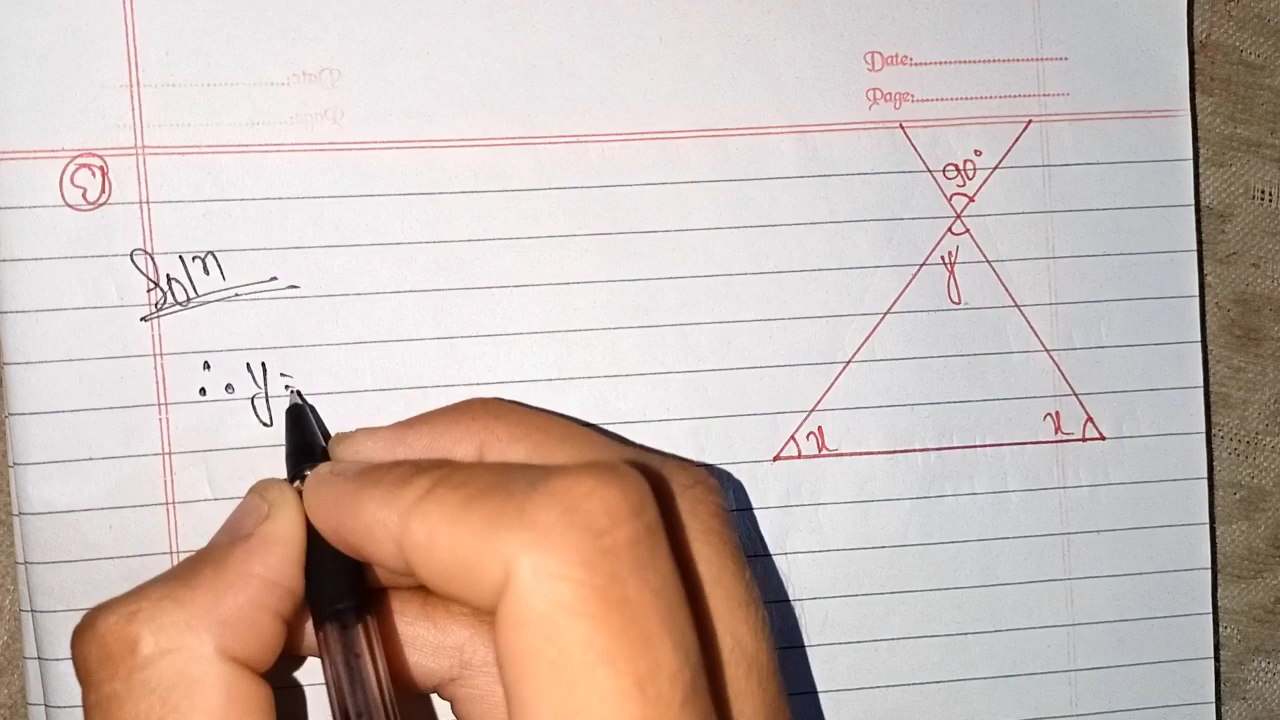 Date:
Page:
90°
Soln
y
∴ y =
x x